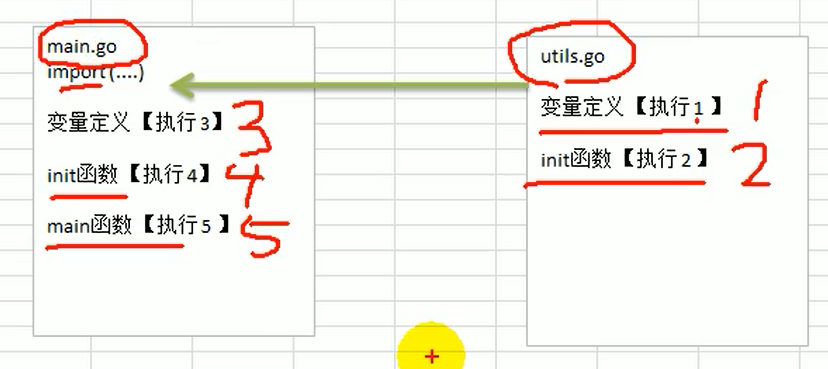 main.go
import(....)
变量定义【执行3】 3
init函数【执行4】 4
main函数【执行5 】 5
utils.go
变量定义【执行1 】 1
init函数【执行2 】 2